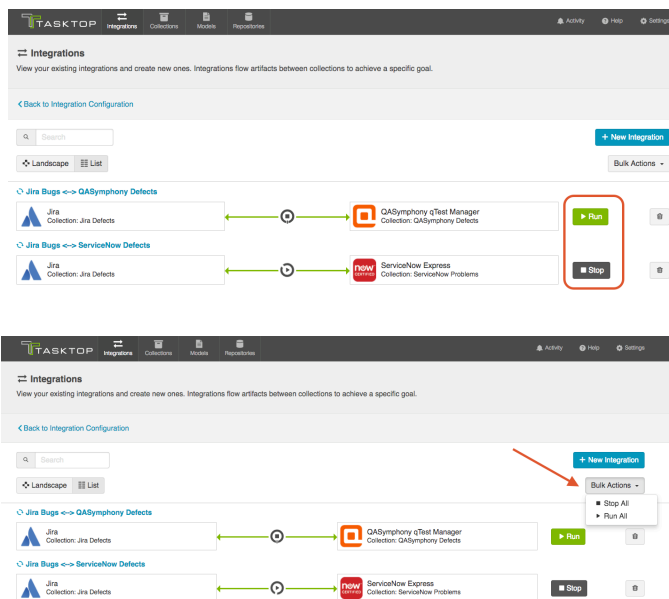 TASKTOP
Integrations
Collections
Models
Repositories
Activity
Help
Settings
Integrations
View your existing integrations and create new ones. Integrations flow artifacts between collections to achieve a specific goal.
Back to Integration Configuration
Search
+ New Integration
Landscape
List
Bulk Actions
Jira Bugs <--> QASymphony Defects
Jira
Collection: Jira Defects
QASymphony qTest Manager
Collection: QASymphony Defects
Run
Jira Bugs <--> ServiceNow Defects
Jira
Collection: Jira Defects
now
CERTIFIED
ServiceNow Express
Collection: ServiceNow Problems
Stop
TASKTOP
Integrations
Collections
Models
Repositories
Activity
Help
Settings
Integrations
View your existing integrations and create new ones. Integrations flow artifacts between collections to achieve a specific goal.
Back to Integration Configuration
Search
+ New Integration
Landscape
List
Bulk Actions
Stop All
Run All
Jira Bugs <--> QASymphony Defects
Jira
Collection: Jira Defects
QASymphony qTest Manager
Collection: QASymphony Defects
Run
Jira Bugs <--> ServiceNow Defects
Jira
Collection: Jira Defects
now
CERTIFIED
ServiceNow Express
Collection: ServiceNow Problems
Stop